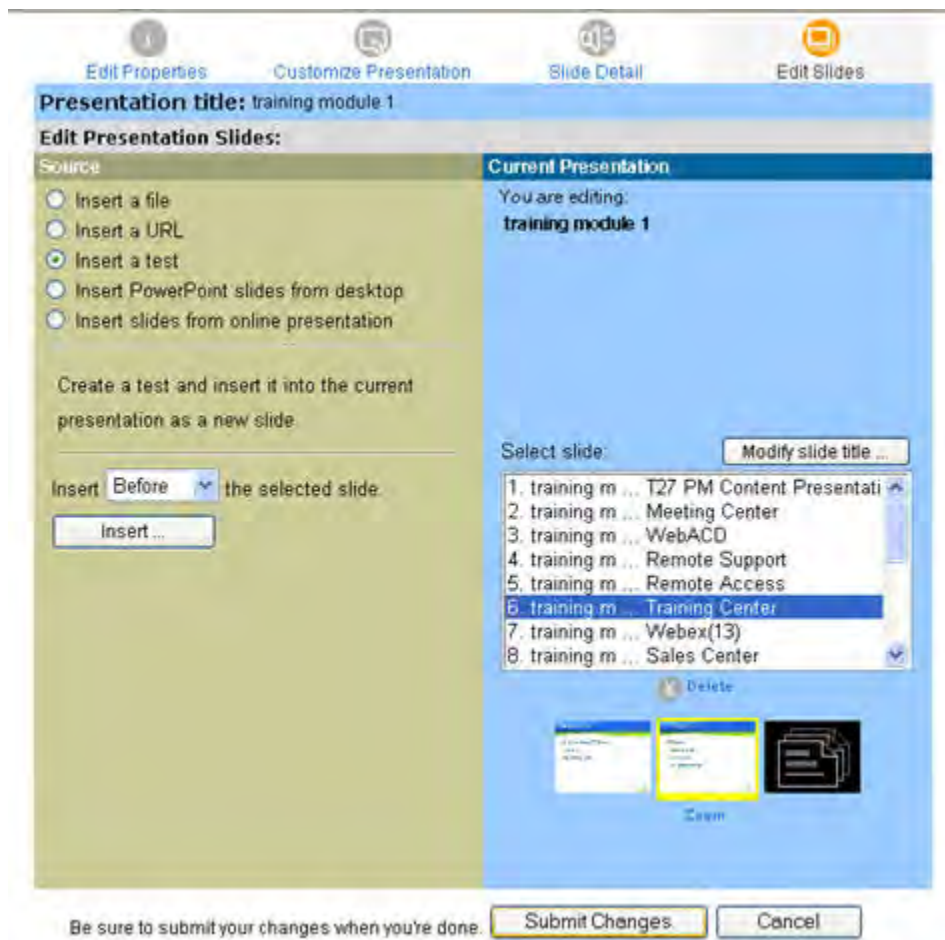 Edit Properties Customize Presentation Slide Detail Edit Slides
Presentation title: training module 1
Edit Presentation Slides:
Source
Insert a file
Insert a URL
Insert a test
Insert PowerPoint slides from desktop
Insert slides from online presentation
Create a test and insert it into the current
presentation as a new slide
Insert Before the selected slide.
Insert ...
Current Presentation
You are editing:
training module 1
Select slide: Modify slide title ...
1. training m ... T27 PM Content Presentati
2. training m ... Meeting Center
3. training m ... WebACD
4. training m ... Remote Support
5. training m ... Remote Access
6. training m ... Training Center
7. training m ... Webex(13)
8. training m ... Sales Center
Delete
Zoom
Be sure to submit your changes when you're done. Submit Changes Cancel